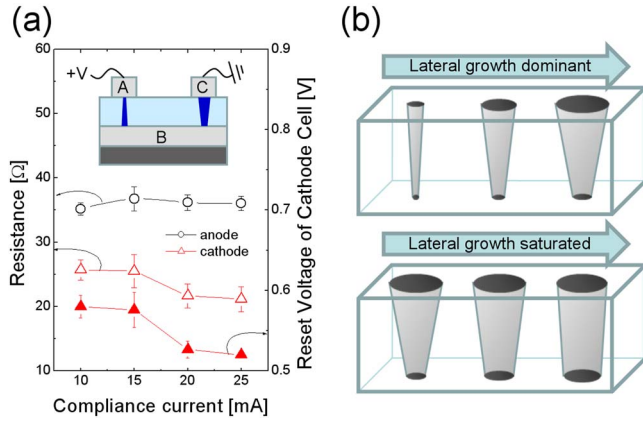 (a)
60
50
40
30
20
10
Resistance [Ω]
0.9
0.8
0.7
0.6
0.5
Reset Voltage of Cathode Cell [V]
+V
A
C
B
anode
cathode
10 15 20 25
Compliance current [mA]
(b)
Lateral growth dominant
Lateral growth saturated